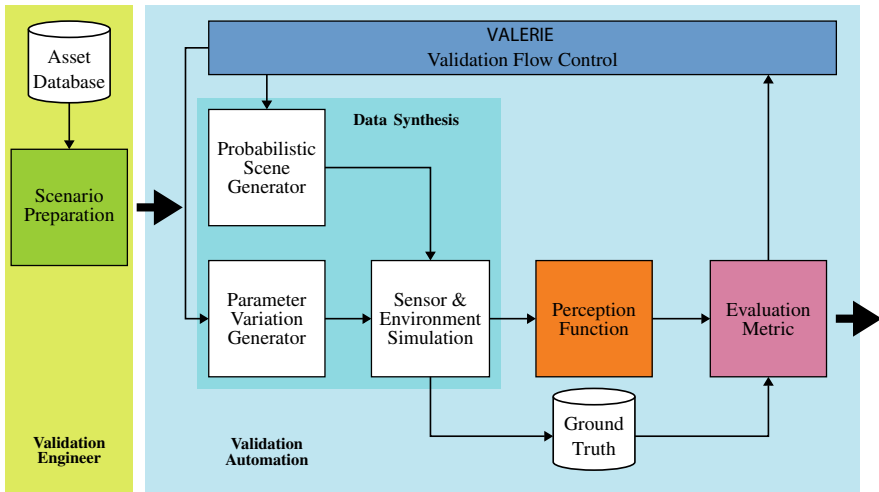 Asset
Database
Scenario
Preparation
Validation
Engineer
VALERIE
Validation Flow Control
Data Synthesis
Probabilistic
Scene
Generator
Parameter
Variation
Generator
Sensor &
Environment
Simulation
Perception
Function
Evaluation
Metric
Ground
Truth
Validation
Automation